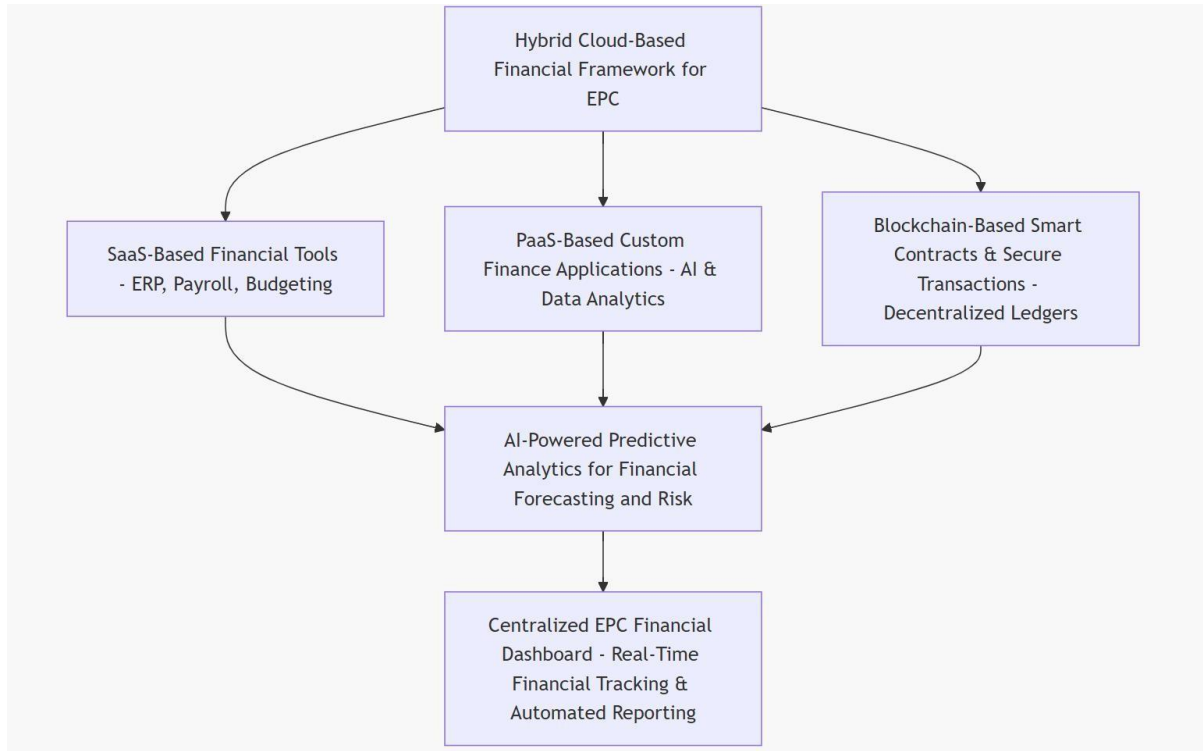 Hybrid Cloud-Based
Financial Framework for
EPC
SaaS-Based Financial Tools
- ERP, Payroll, Budgeting
PaaS-Based Custom
Finance Applications - AI &
Data Analytics
Blockchain-Based Smart
Contracts & Secure
Transactions -
Decentralized Ledgers
AI-Powered Predictive
Analytics for Financial
Forecasting and Risk
Centralized EPC Financial
Dashboard - Real-Time
Financial Tracking &
Automated Reporting